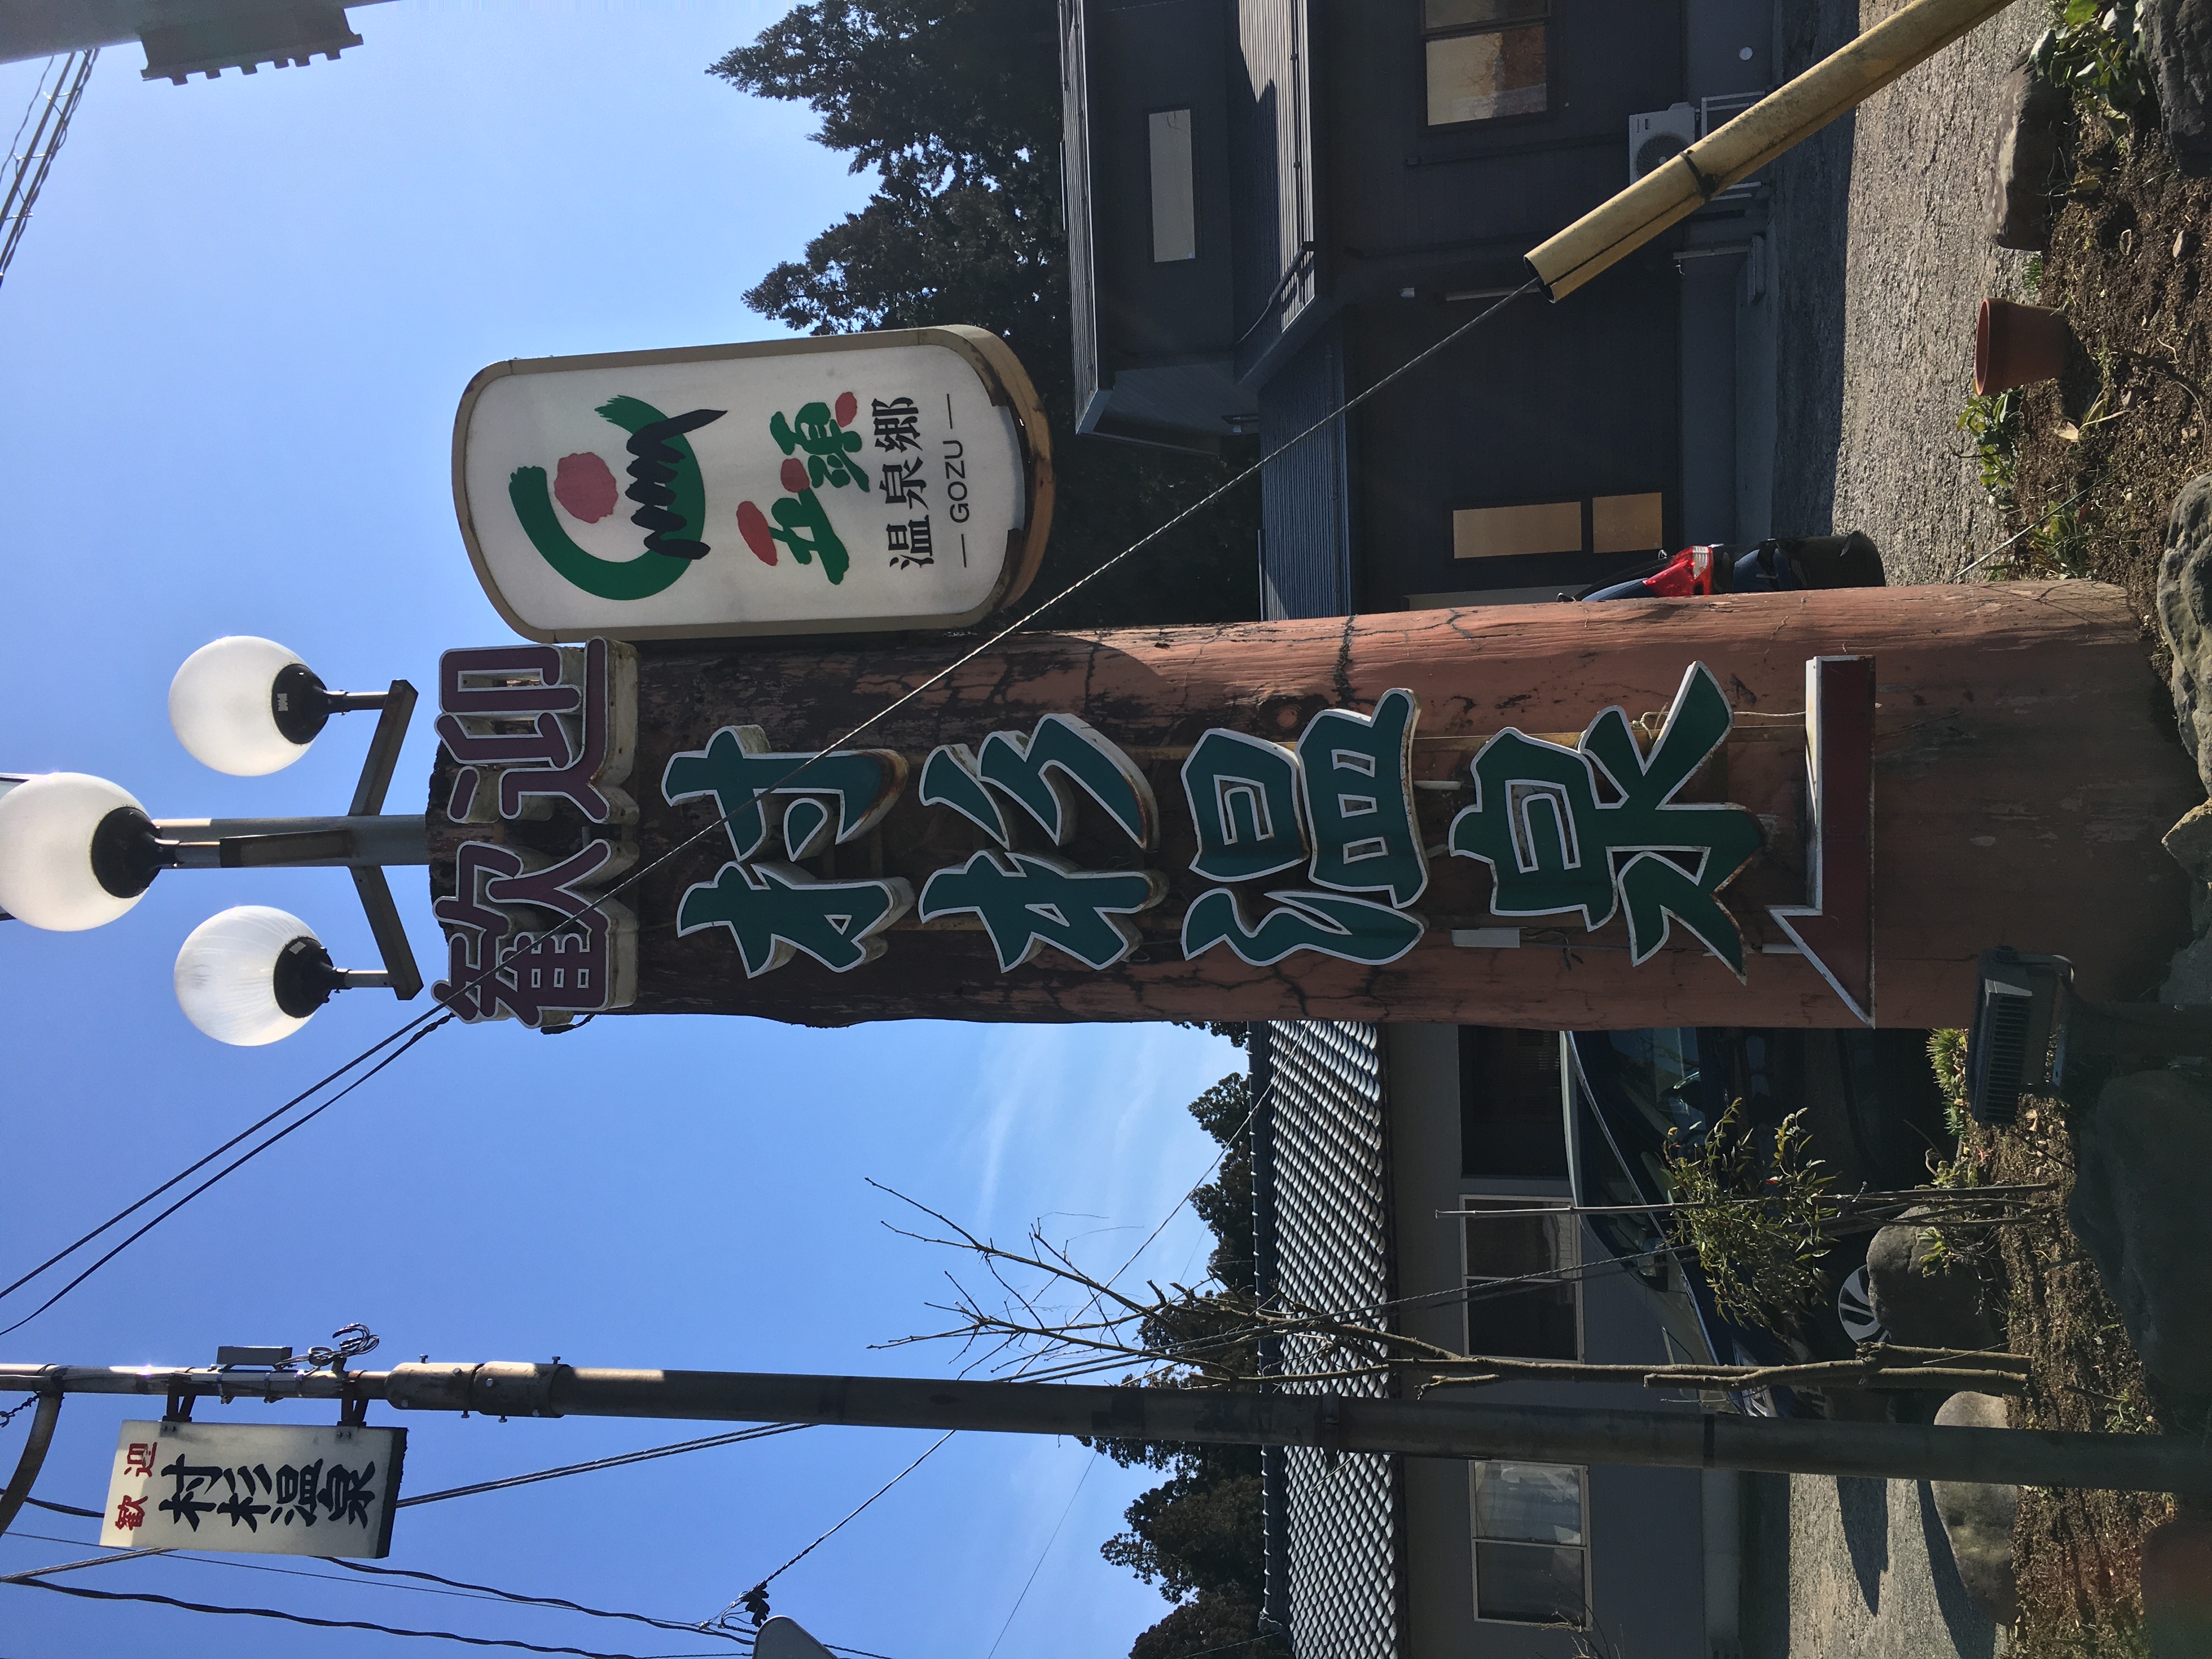 歓迎
村杉温泉
五頭
温泉郷
— GOZU —
歓迎
村杉温泉